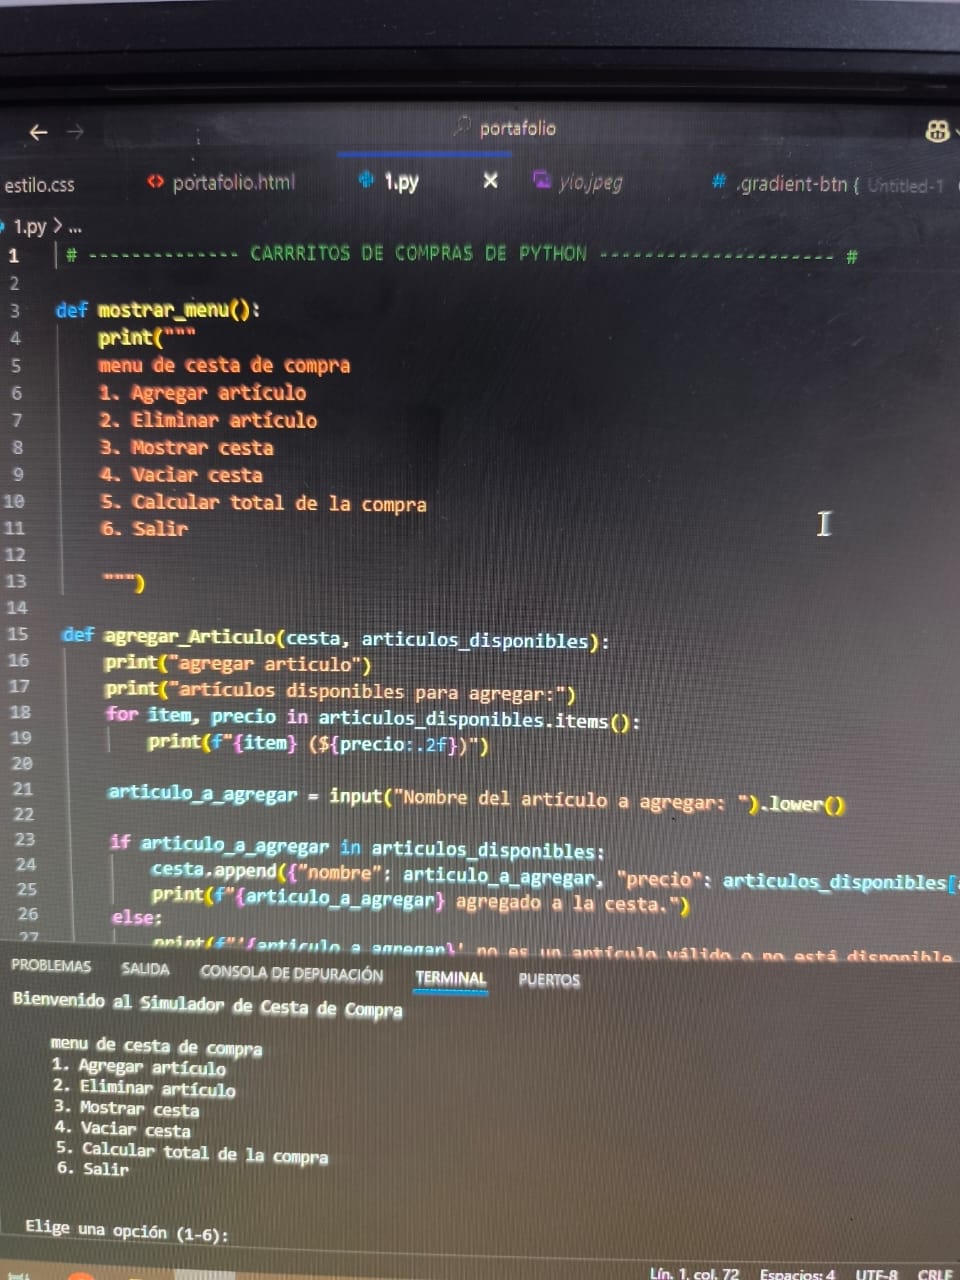 portafolio
estilo.css
<> portafolio.html
1.py
yio.jpeg
# .gradient-btn { Untitled-1
1.py > ...
1 # -------------- CARRRITOS DE COMPRAS DE PYTHON ---------------------- #
2
3 def mostrar_menu():
4 print("""
5 menu de cesta de compra
6 1. Agregar artículo
7 2. Eliminar artículo
8 3. Mostrar cesta
9 4. Vaciar cesta
10 5. Calcular total de la compra
11 6. Salir
12
13 """)
14
15 def agregar_Articulo(cesta, articulos_disponibles):
16 print("agregar articulo")
17 print("artículos disponibles para agregar:")
18 for item, precio in articulos_disponibles.items():
19 print(f"{item} (${precio:.2f})")
20
21 articulo_a_agregar = input("Nombre del artículo a agregar: ").lower()
22
23 if articulo_a_agregar in articulos_disponibles:
24 cesta.append({"nombre": articulo_a_agregar, "precio": articulos_disponibles[
25 print(f"{articulo_a_agregar} agregado a la cesta.")
26 else:
27 print(f"'{articulo_a_agregar}' no es un artículo válido o no está disponible
PROBLEMAS SALIDA CONSOLA DE DEPURACIÓN TERMINAL PUERTOS
Bienvenido al Simulador de Cesta de Compra
menu de cesta de compra
1. Agregar artículo
2. Eliminar artículo
3. Mostrar cesta
4. Vaciar cesta
5. Calcular total de la compra
6. Salir
Elige una opción (1-6):
Lín. 1, col. 72 Espacios: 4 UTF-8 CRLF